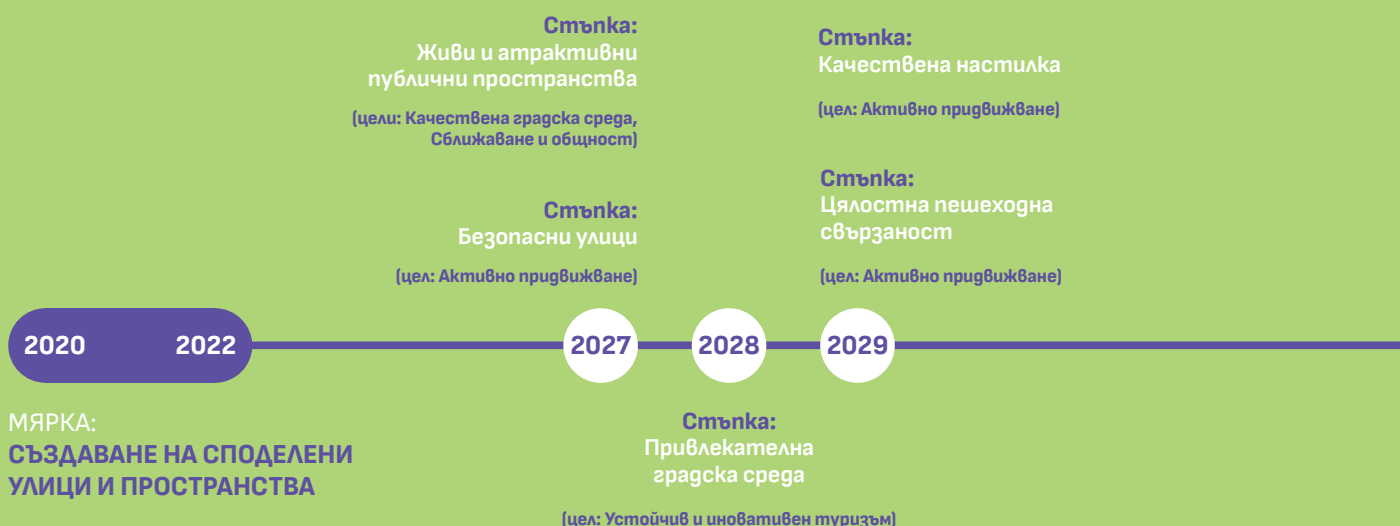 Стъпка:
Живи и атрактивни
публични пространства
(цели: Качествена градска среда,
Сближаване и общност)
Стъпка:
Безопасни улици
(цел: Активно придвижване)
Стъпка:
Качествена настилка
(цел: Активно придвижване)
Стъпка:
Цялостна пешеходна
свързаност
(цел: Активно придвижване)
2020 2022 2027 2028 2029
МЯРКА:
СЪЗДАВАНЕ НА СПОДЕЛЕНИ
УЛИЦИ И ПРОСТРАНСТВА
Стъпка:
Привлекателна
градска среда
(цел: Устойчив и иновативен туризъм)